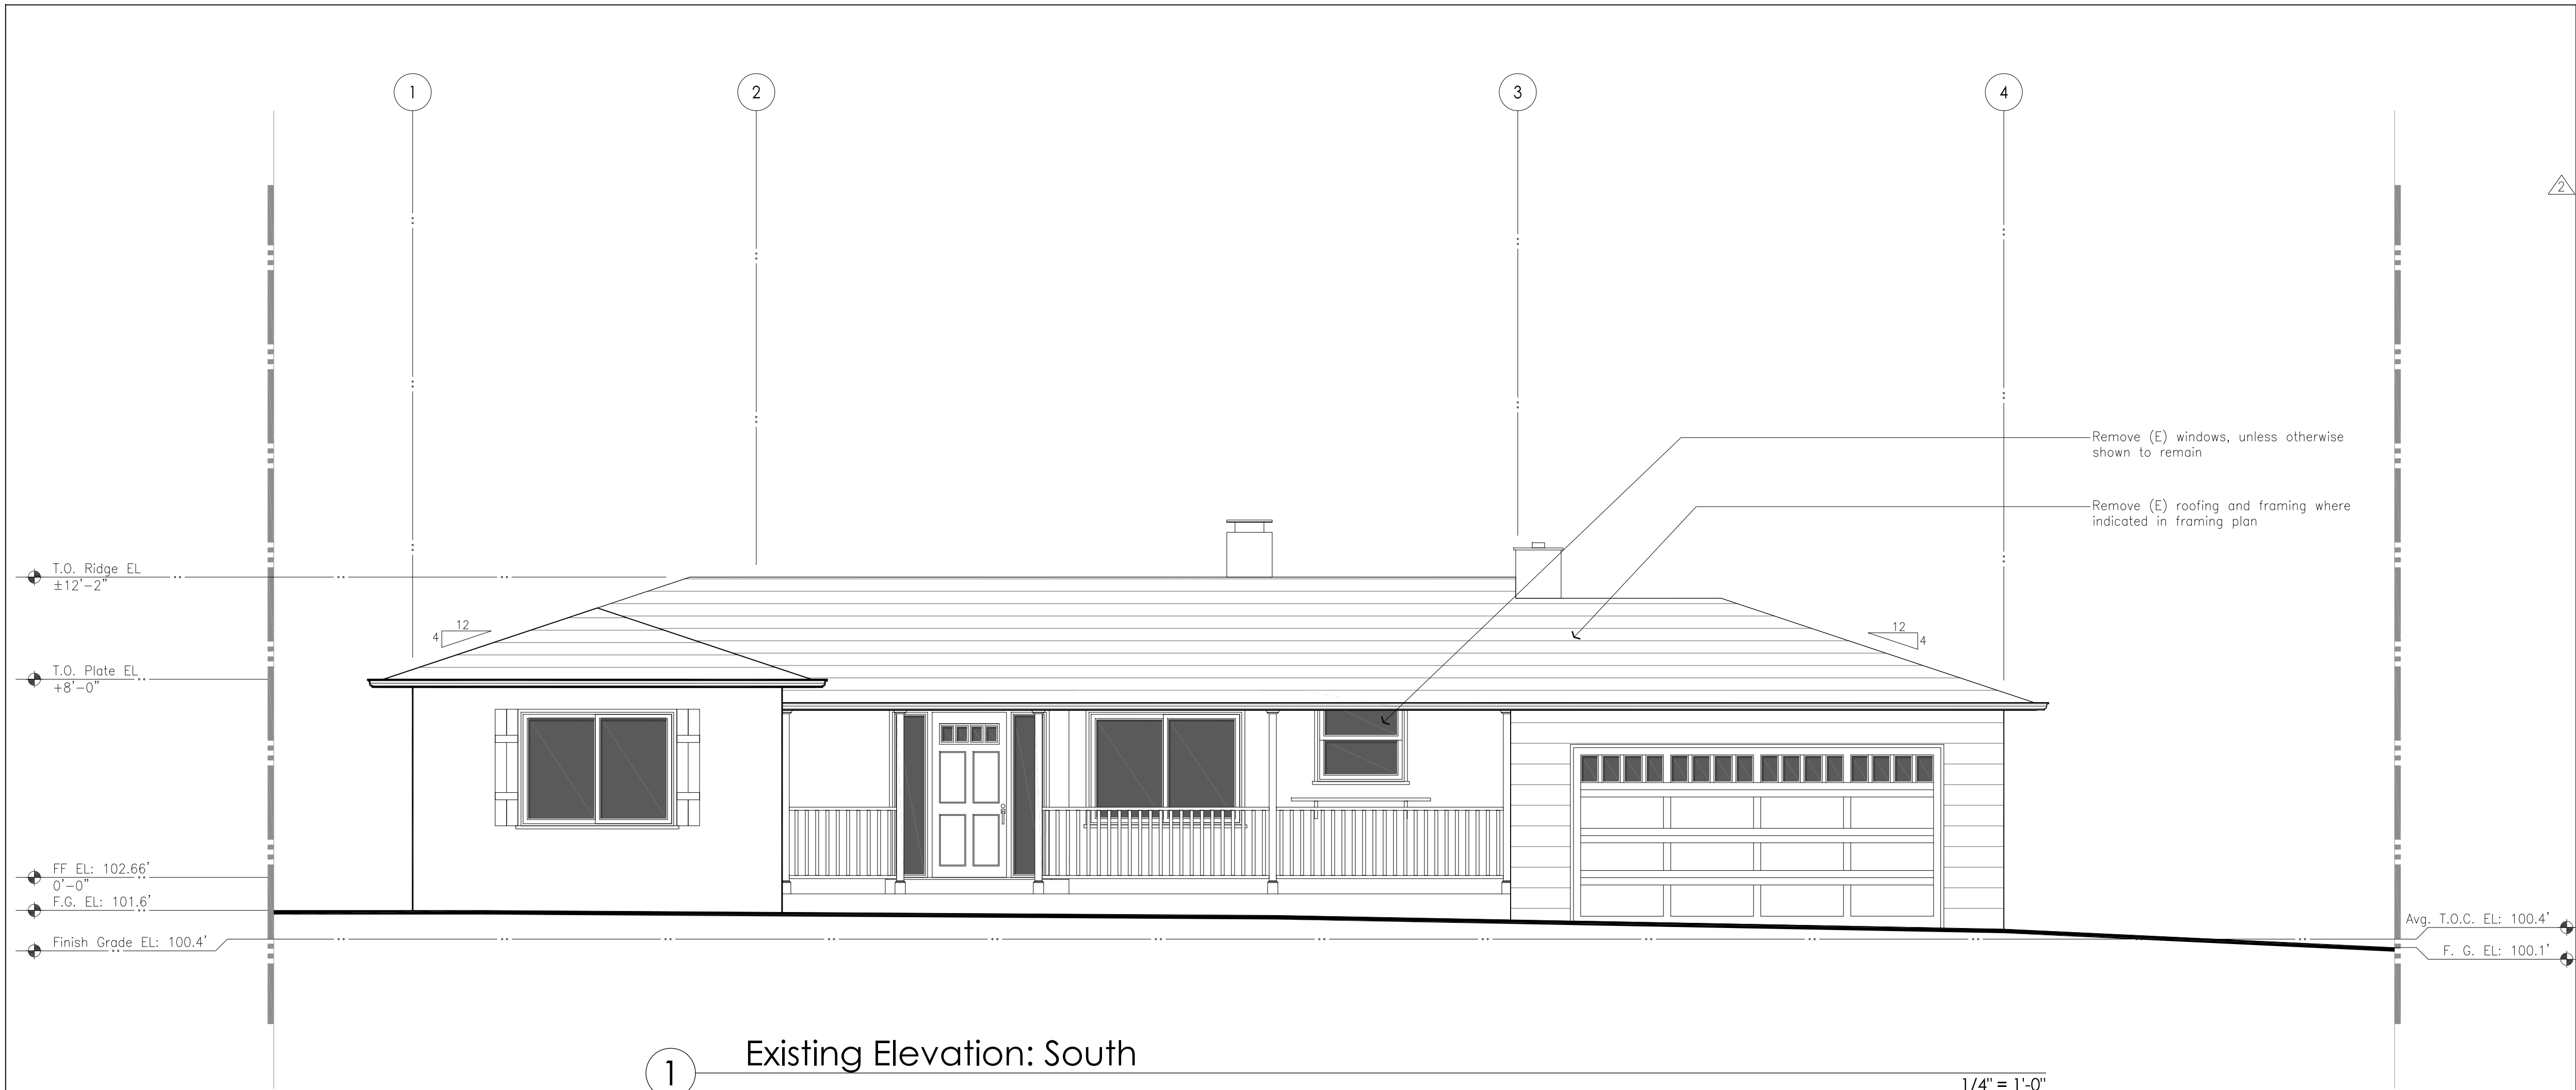 1
2
3
4
2
Remove (E) windows, unless otherwise
shown to remain
Remove (E) roofing and framing where
indicated in framing plan
T.O. Ridge EL
±12'-2"
12
4
12
4
T.O. Plate EL
+8'-0"
FF EL: 102.66'
0'-0"
F.G. EL: 101.6'
Finish Grade EL: 100.4'
Avg. T.O.C. EL: 100.4'
F. G. EL: 100.1'
1
Existing Elevation: South
1/4" = 1'-0"